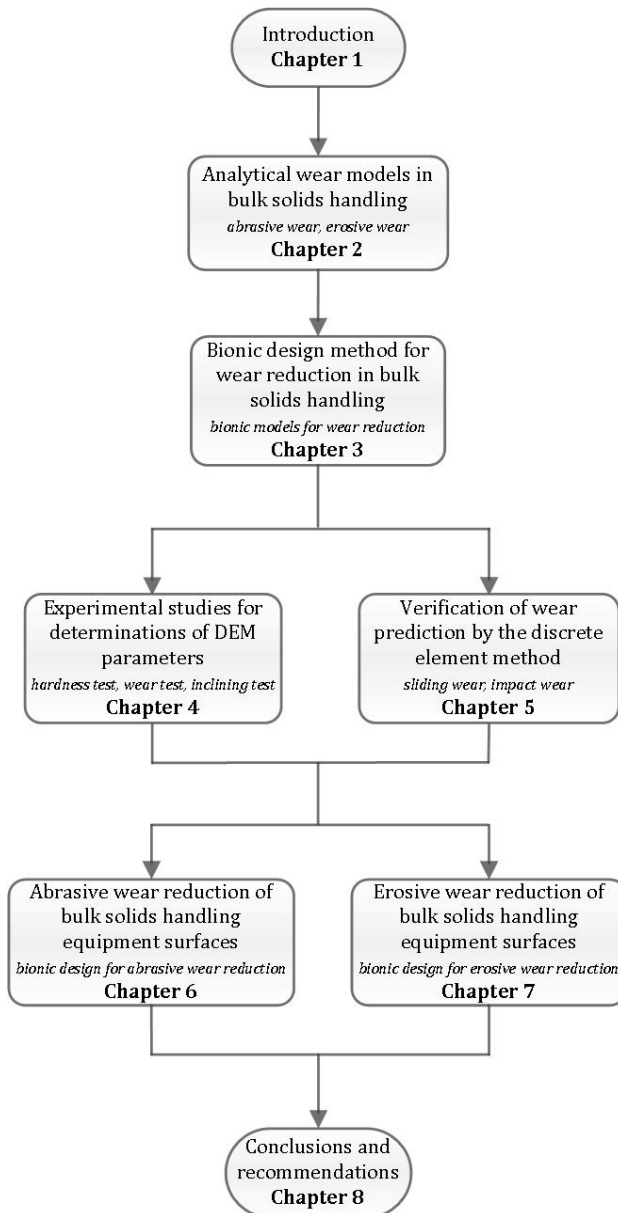 Introduction
Chapter 1
Analytical wear models in
bulk solids handling
abrasive wear, erosive wear
Chapter 2
Bionic design method for
wear reduction in bulk
solids handling
bionic models for wear reduction
Chapter 3
Experimental studies for
determinations of DEM
parameters
hardness test, wear test, inclining test
Chapter 4
Verification of wear
prediction by the discrete
element method
sliding wear, impact wear
Chapter 5
Abrasive wear reduction of
bulk solids handling
equipment surfaces
bionic design for abrasive wear reduction
Chapter 6
Erosive wear reduction of
bulk solids handling
equipment surfaces
bionic design for erosive wear reduction
Chapter 7
Conclusions and
recommendations
Chapter 8